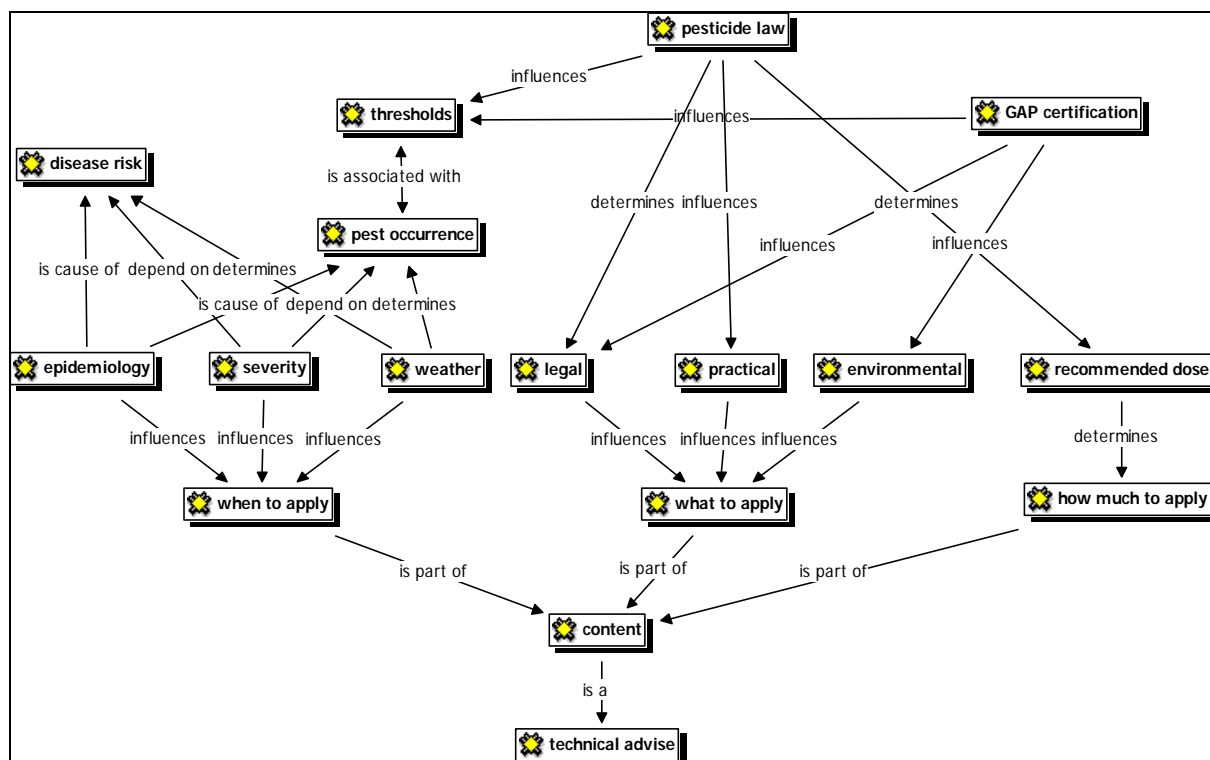 pesticide law
influences
thresholds
influences
GAP certification
disease risk
is associated with
determines influences
determines
pest occurrence
influences
influences
is cause of depend on determines
is cause of depend on determines
epidemiology
severity
weather
legal
practical
environmental
recommended dose
influences
influences
influences
influences
influences
influences
determines
when to apply
what to apply
how much to apply
is part of
is part of
is part of
content
is a
technical advise